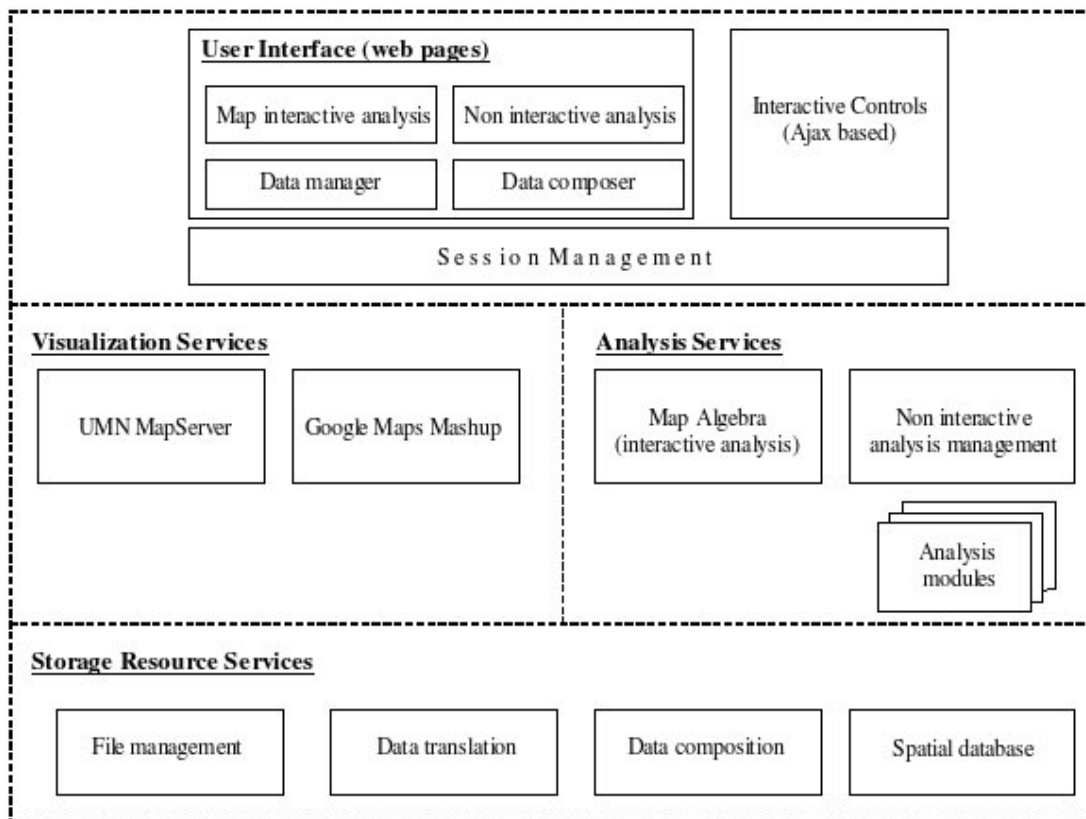 User Interface (web pages)
Map interactive analysis
Non interactive analysis
Data manager
Data composer
Interactive Controls
(Ajax based)
Session Management
Visualization Services
UMN MapServer
Google Maps Mashup
Analysis Services
Map Algebra
(interactive analysis)
Non interactive
analysis management
Analysis
modules
Storage Resource Services
File management
Data translation
Data composition
Spatial database